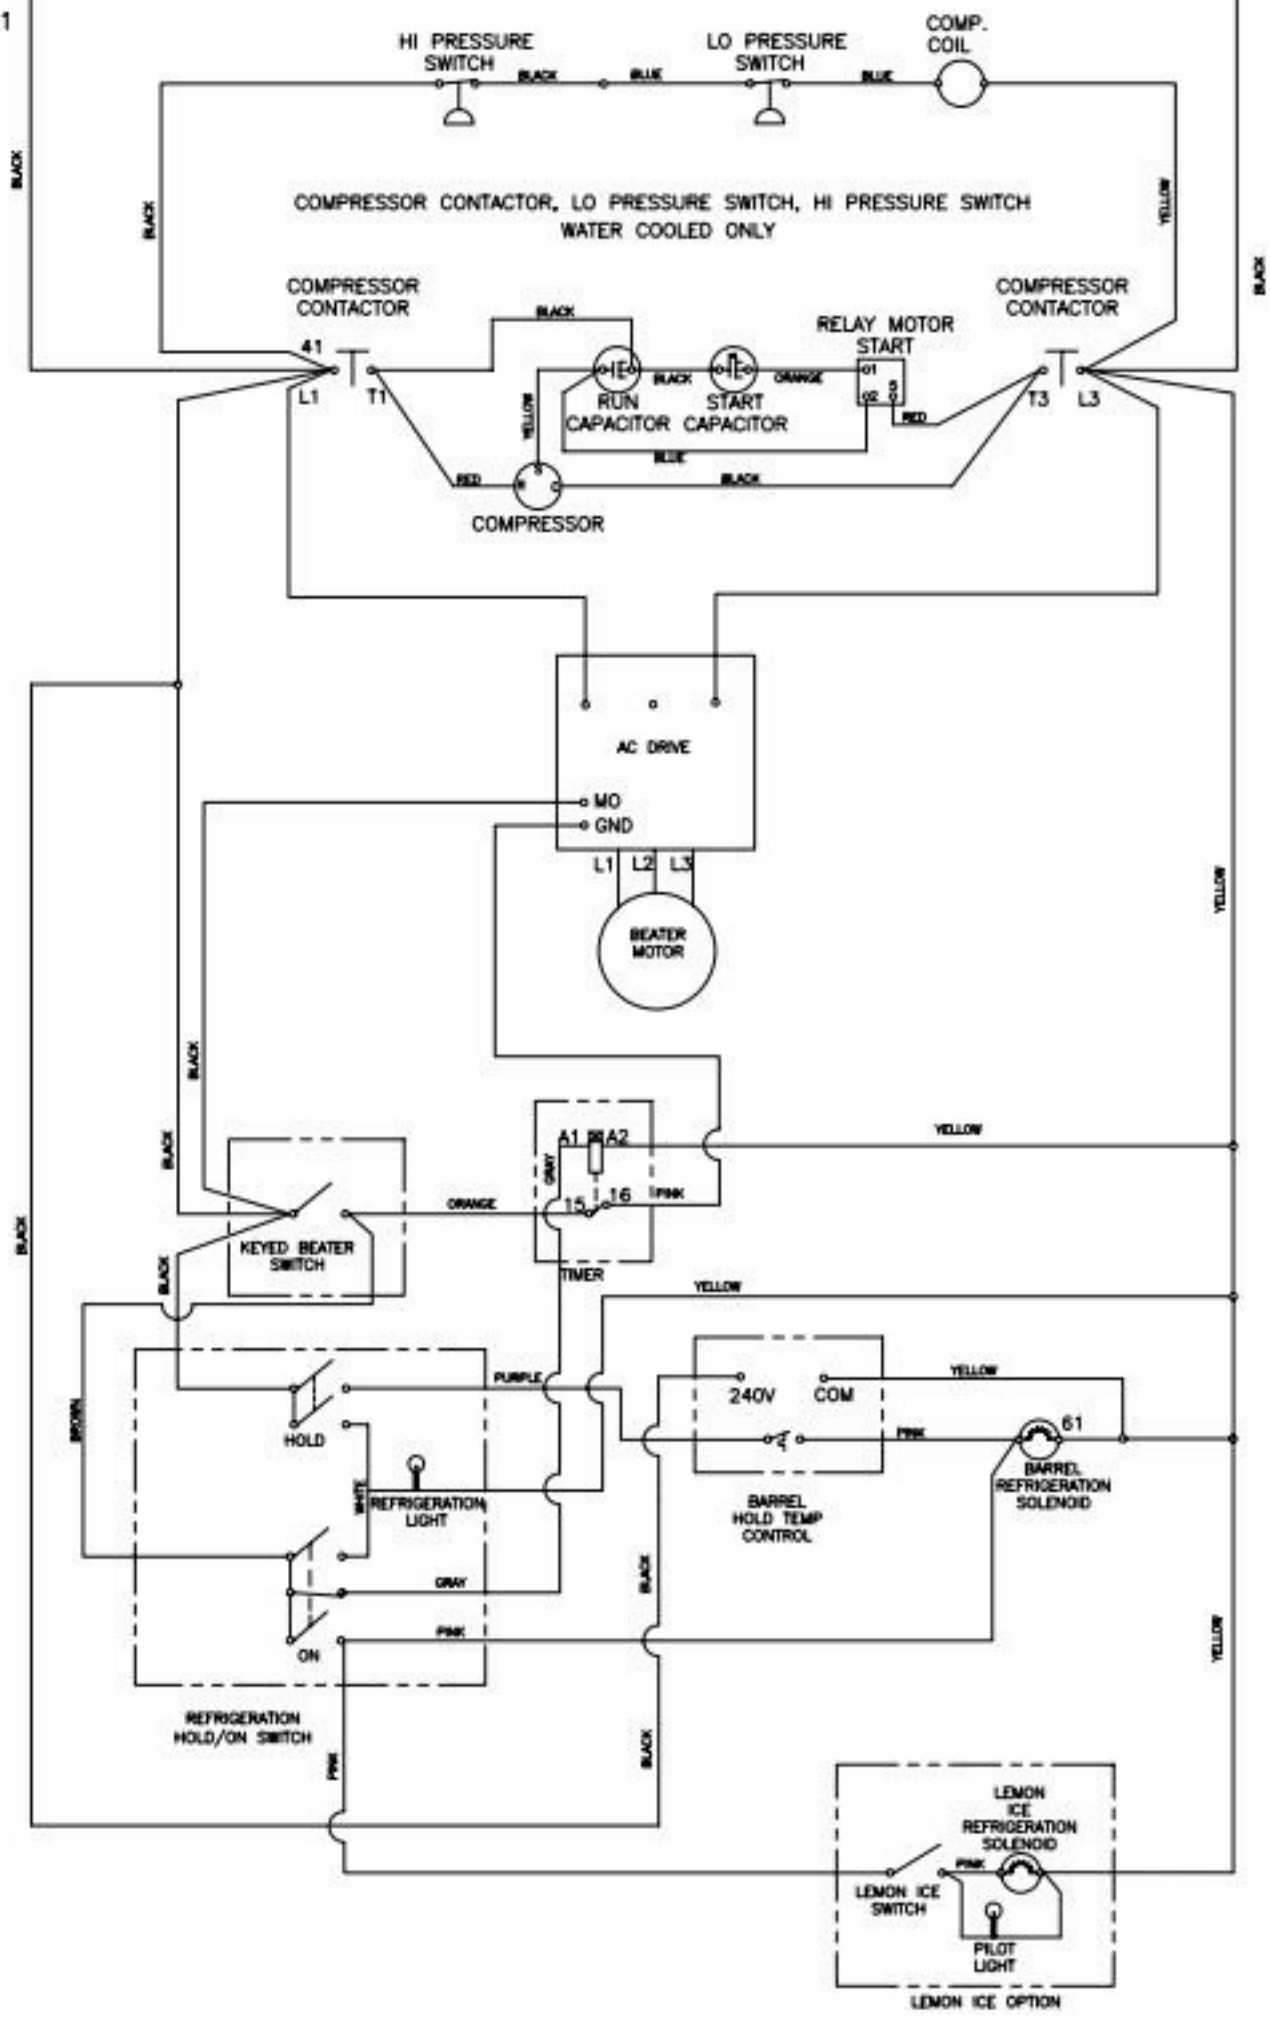 1
HI PRESSURE
SWITCH
LO PRESSURE
SWITCH
COMP.
COIL
BLACK
BLUE
BLUE
BLACK
BLACK
YELLOW
BLACK
COMPRESSOR CONTACTOR, LO PRESSURE SWITCH, HI PRESSURE SWITCH
WATER COOLED ONLY
COMPRESSOR
CONTACTOR
41
L1
T1
BLACK
RELAY MOTOR
START
COMPRESSOR
CONTACTOR
BLACK
ORANGE
1
2
3
T3
L3
RUN
CAPACITOR
START
CAPACITOR
YELLOW
RED
BLUE
RED
S
R
C
BLACK
COMPRESSOR
AC DRIVE
MO
GND
L1
L2
L3
BEATER
MOTOR
YELLOW
BLACK
BLACK
BLACK
A1
A2
YELLOW
GRAY
ORANGE
15
16
PINK
KEYED BEATER
SWITCH
TIMER
BLACK
YELLOW
PURPLE
240V
COM
YELLOW
BROWN
HOLD
PINK
61
WHITE
REFRIGERATION
LIGHT
BARREL
HOLD TEMP
CONTROL
BARREL
REFRIGERATION
SOLENOID
BLACK
GRAY
PINK
ON
YELLOW
REFRIGERATION
HOLD/ON SWITCH
PINK
BLACK
LEMON
ICE
REFRIGERATION
SOLENOID
PINK
LEMON ICE
SWITCH
PILOT
LIGHT
LEMON ICE OPTION